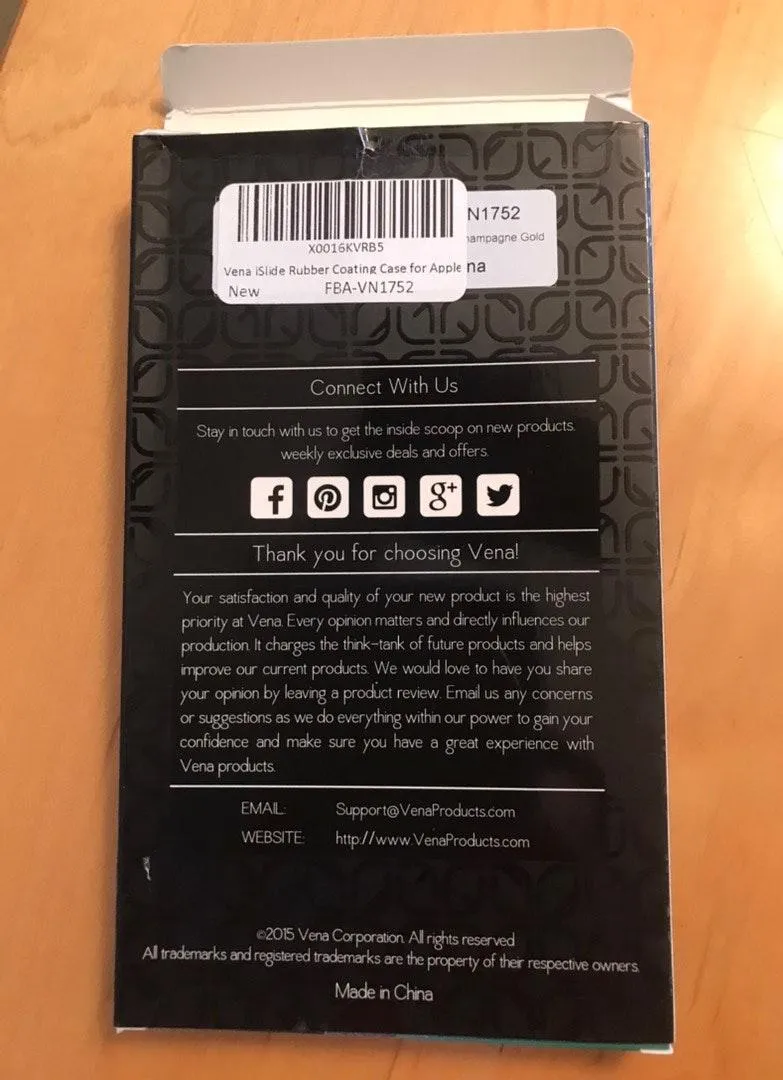 X0016KVRB5
Vena iSlide Rubber Coating Case for Apple
New FBA-VN1752
N1752
hampagne Gold
na
Connect With Us
Stay in touch with us to get the inside scoop on new products.
weekly exclusive deals and offers.
f
g+
Thank you for choosing Vena!
Your satisfaction and quality of your new product is the highest
priority at Vena. Every opinion matters and directly influences our
production. It charges the think-tank of future products and helps
improve our current products. We would love to have you share
your opinion by leaving a product review. Email us any concerns
or suggestions as we do everything within our power to gain your
confidence and make sure you have a great experience with
Vena products.
EMAIL: Support@VenaProducts.com
WEBSITE: http://www.VenaProducts.com
©2015 Vena Corporation. All rights reserved
All trademarks and registered trademarks are the property of their respective owners.
Made in China